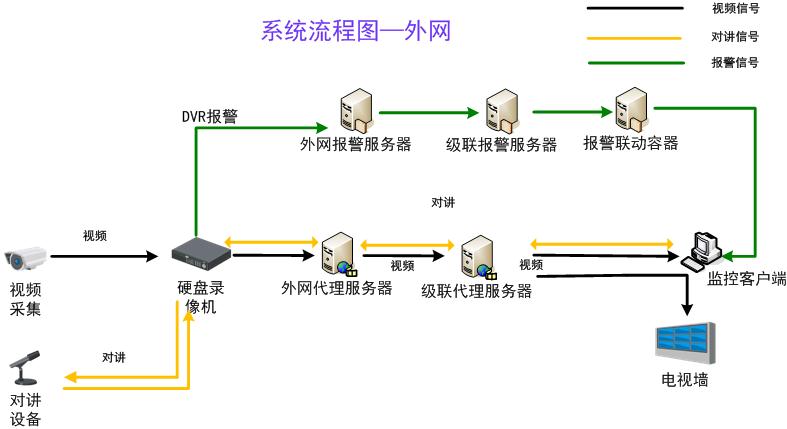 系统流程图—外网
视频信号
对讲信号
报警信号
DVR报警
外网报警服务器
级联报警服务器
报警联动容器
对讲
视频
视频
采集
硬盘录
像机
外网代理服务器
视频
级联代理服务器
视频
监控客户端
对讲
对讲
设备
电视墙